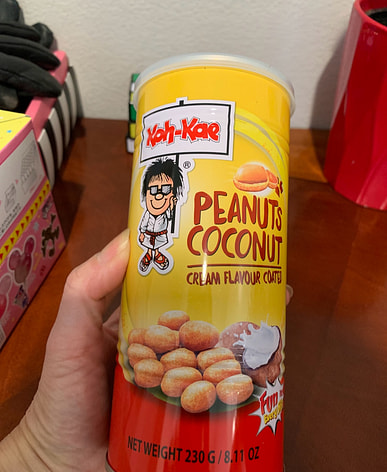 Koh-Kae
®
PEANUTS
COCONUT
CREAM FLAVOUR COATED
NET WEIGHT 230 G / 8.11 OZ